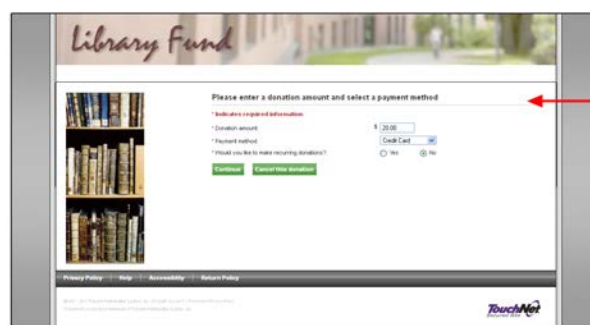 Library Fund
Please enter a donation amount and select a payment method
* Indicates required information
* Donation amount: $ 20.00
* Payment method: Credit Card
* Would you like to make recurring donations? Yes No
Continue Cancel this donation
Privacy Policy | Help | Accessibility | Return Policy
TouchNet